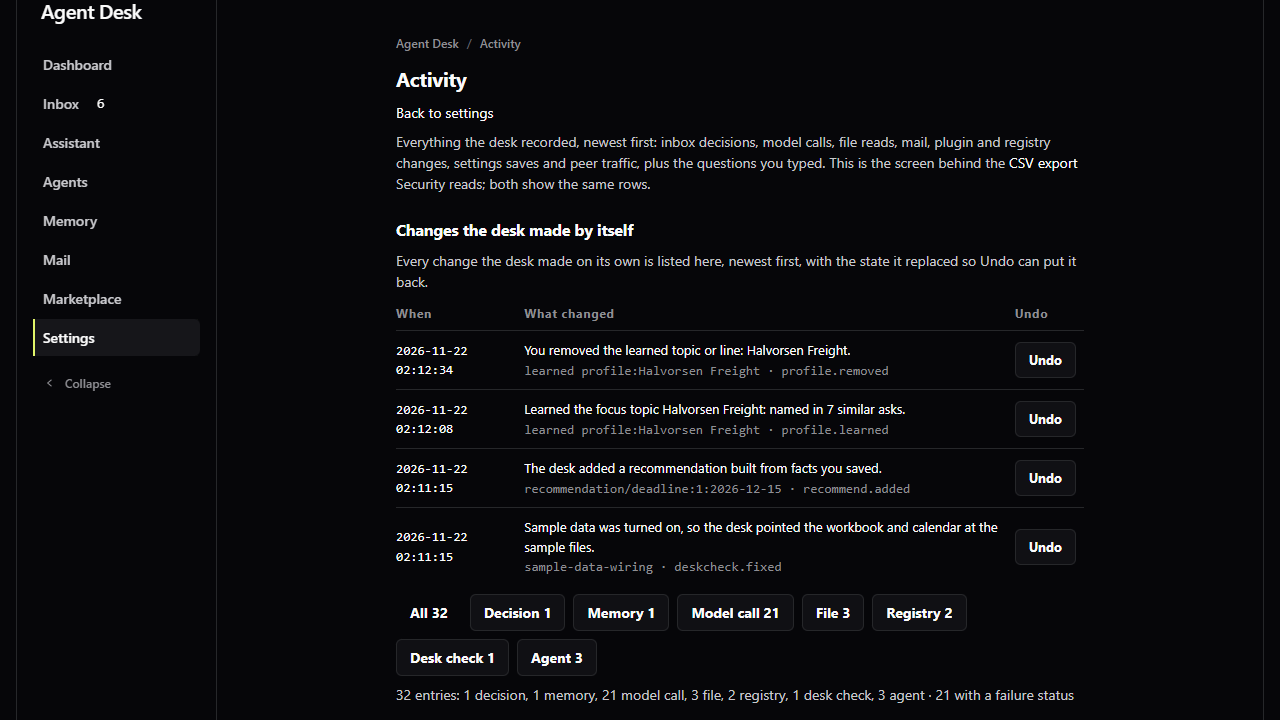 Agent Desk
Dashboard
Inbox 6
Assistant
Agents
Memory
Mail
Marketplace
Settings
Collapse
Agent Desk / Activity
Activity
Back to settings
Everything the desk recorded, newest first: inbox decisions, model calls, file reads, mail, plugin and registry
changes, settings saves and peer traffic, plus the questions you typed. This is the screen behind the CSV export
Security reads; both show the same rows.
Changes the desk made by itself
Every change the desk made on its own is listed here, newest first, with the state it replaced so Undo can put it
back.
When What changed Undo
2026-11-22
02:12:34
You removed the learned topic or line: Halvorsen Freight.
learned profile:Halvorsen Freight · profile.removed
Undo
2026-11-22
02:12:08
Learned the focus topic Halvorsen Freight: named in 7 similar asks.
learned profile:Halvorsen Freight · profile.learned
Undo
2026-11-22
02:11:15
The desk added a recommendation built from facts you saved.
recommendation/deadline:1:2026-12-15 · recommend.added
Undo
2026-11-22
02:11:15
Sample data was turned on, so the desk pointed the workbook and calendar at the
sample files.
sample-data-wiring · deskcheck.fixed
Undo
All 32 Decision 1 Memory 1 Model call 21 File 3 Registry 2
Desk check 1 Agent 3
32 entries: 1 decision, 1 memory, 21 model call, 3 file, 2 registry, 1 desk check, 3 agent · 21 with a failure status